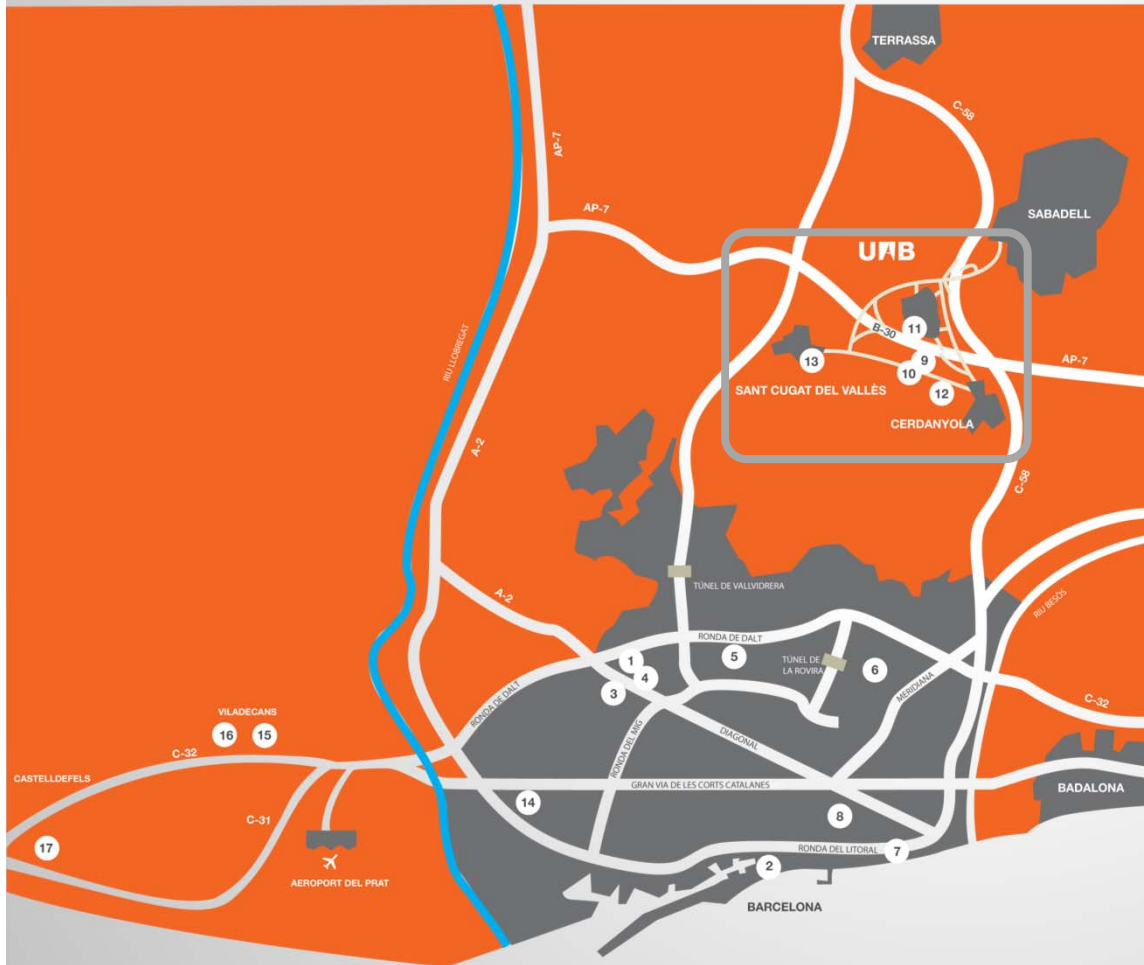 TERRASSA
C-58
AP-7
SABADELL
AP-7
UAB
RIU LLOBREGAT
11
B-30
13
9
10
AP-7
12
SANT CUGAT DEL VALLÈS
CERDANYOLA
A-2
C-58
TÚNEL DE VALLVIDRERA
A-2
RIU BESÒS
RONDA DE DALT
1
5
TÚNEL DE
LA ROVIRA
6
4
3
MERIDIANA
RONDA DE DALT
C-32
VILADECANS
16
15
RONDA DEL MIG
DIAGONAL
C-32
CASTELLDEFELS
GRAN VIA DE LES CORTS CATALANES
BADALONA
14
C-31
8
17
RONDA DEL LITORAL
7
2
AEROPORT DEL PRAT
BARCELONA